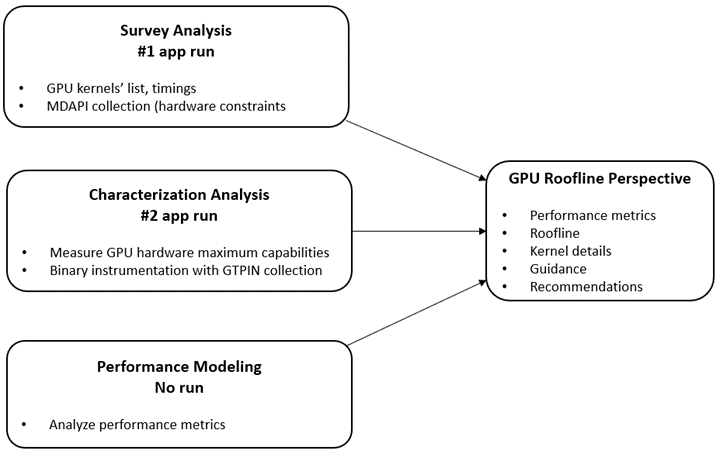 Survey Analysis
#1 app run
• GPU kernels' list, timings
• MDAPI collection (hardware constraints
Characterization Analysis
#2 app run
• Measure GPU hardware maximum capabilities
• Binary instrumentation with GTPIN collection
Performance Modeling
No run
• Analyze performance metrics
GPU Roofline Perspective
• Performance metrics
• Roofline
• Kernel details
• Guidance
• Recommendations